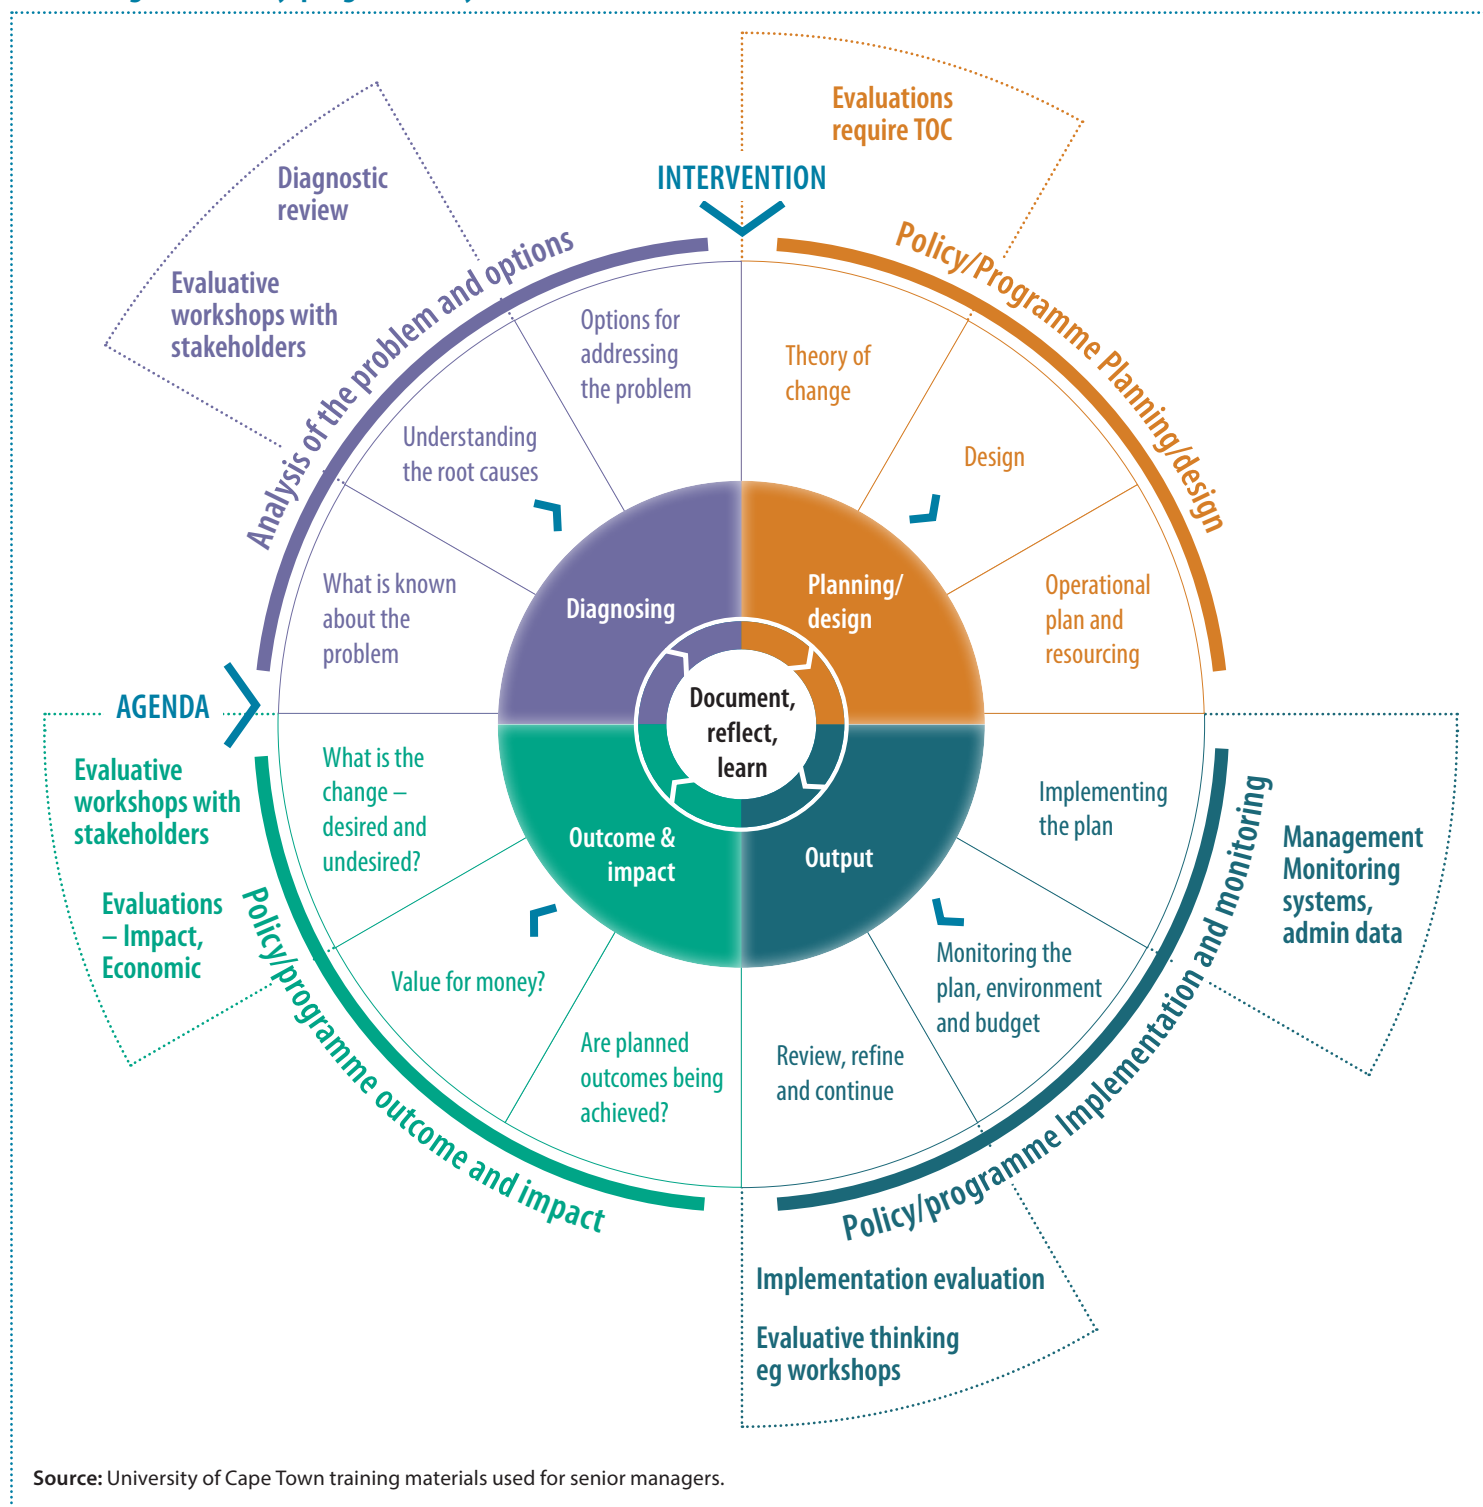 Evaluations
require TOC
INTERVENTION
Diagnostic
review
Evaluative
workshops with
stakeholders
Analysis of the problem and options
Policy/Programme Planning/design
Options for
addressing
the problem
Theory of
change
Understanding
the root causes
Design
What is known
about the
problem
Operational
plan and
resourcing
Diagnosing
Planning/
design
Document,
reflect,
learn
AGENDA
Evaluative
workshops with
stakeholders
Evaluations
– Impact,
Economic
What is the
change –
desired and
undesired?
Outcome &
impact
Output
Implementing
the plan
Management
Monitoring
systems,
admin data
Value for money?
Monitoring the
plan, environment
and budget
Are planned
outcomes being
achieved?
Review, refine
and continue
Policy/programme outcome and impact
Policy/programme Implementation and monitoring
Implementation evaluation
Evaluative thinking
eg workshops
Source: University of Cape Town training materials used for senior managers.